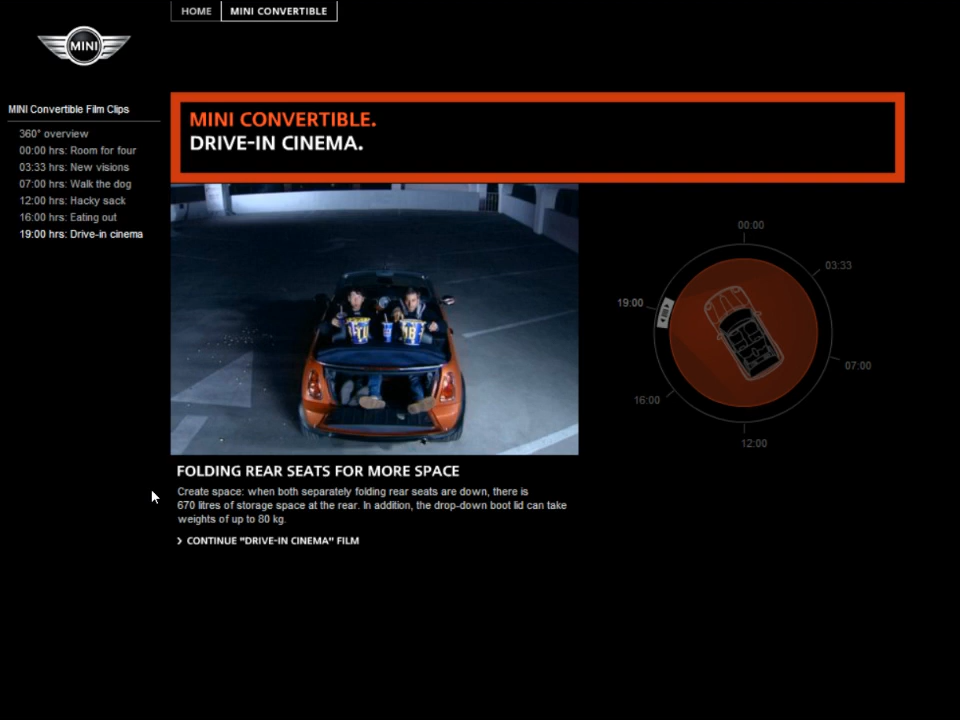 HOME
MINI CONVERTIBLE
MINI
MINI Convertible Film Clips
360° overview
00:00 hrs: Room for four
03:33 hrs: New visions
07:00 hrs: Walk the dog
12:00 hrs: Hacky sack
16:00 hrs: Eating out
19:00 hrs: Drive-in cinema
MINI CONVERTIBLE.
DRIVE-IN CINEMA.
00:00
03:33
19:00
07:00
16:00
12:00
FOLDING REAR SEATS FOR MORE SPACE
Create space: when both separately folding rear seats are down, there is
670 litres of storage space at the rear. In addition, the drop-down boot lid can take
weights of up to 80 kg.
CONTINUE "DRIVE-IN CINEMA" FILM